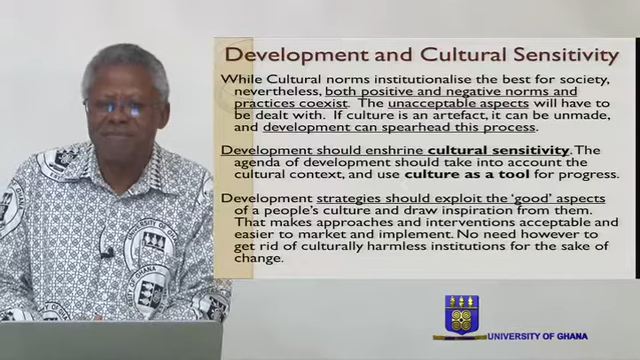 Development and Cultural Sensitivity
While Cultural norms institutionalise the best for society,
nevertheless, both positive and negative norms and
practices coexist. The unacceptable aspects will have to
be dealt with. If culture is an artefact, it can be unmade,
and development can spearhead this process.
Development should enshrine cultural sensitivity. The
agenda of development should take into account the
cultural context, and use culture as a tool for progress.
Development strategies should exploit the 'good' aspects
of a people's culture and draw inspiration from them.
That makes approaches and interventions acceptable and
easier to market and implement. No need however to
get rid of culturally harmless institutions for the sake of
change.
UNIVERSITY OF GHANA